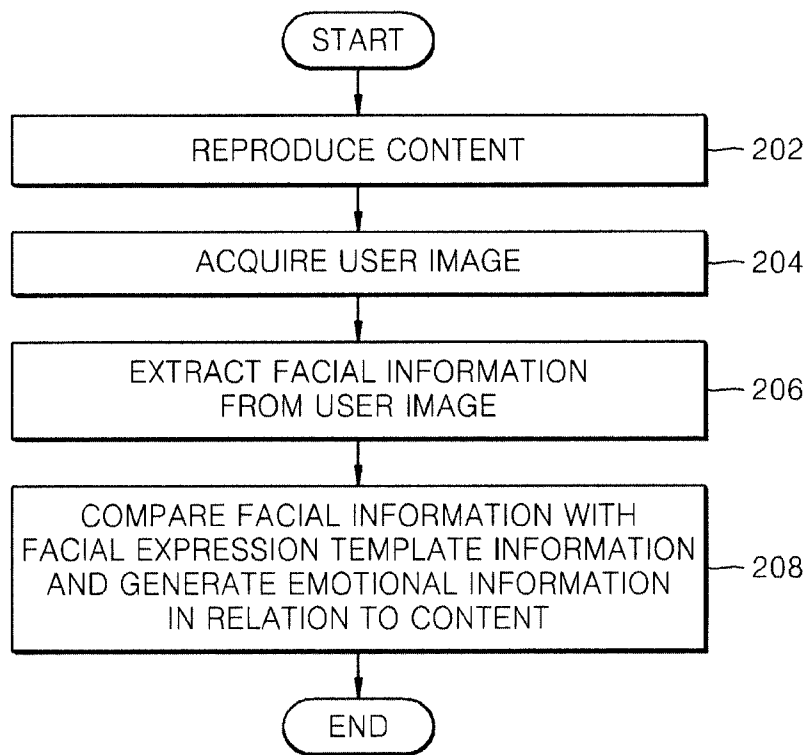 START
REPRODUCE CONTENT
202
ACQUIRE USER IMAGE
204
EXTRACT FACIAL INFORMATION
FROM USER IMAGE
206
COMPARE FACIAL INFORMATION WITH
FACIAL EXPRESSION TEMPLATE INFORMATION
AND GENERATE EMOTIONAL INFORMATION
IN RELATION TO CONTENT
208
END